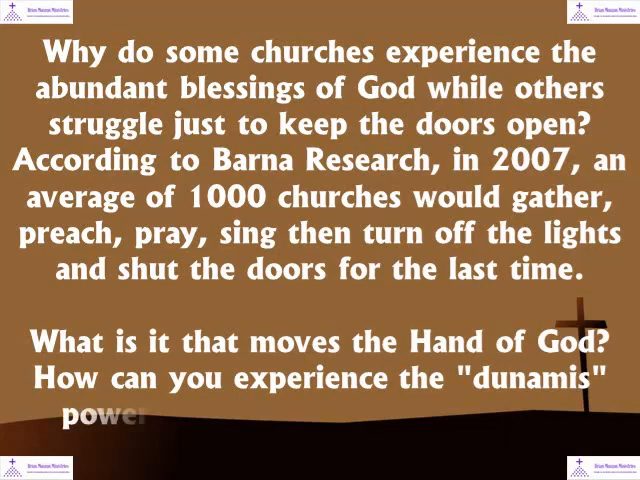 Why do some churches experience the
abundant blessings of God while others
struggle just to keep the doors open?
According to Barna Research, in 2007, an
average of 1000 churches would gather,
preach, pray, sing then turn off the lights
and shut the doors for the last time.
What is it that moves the Hand of God?
How can you experience the "dunamis"
power